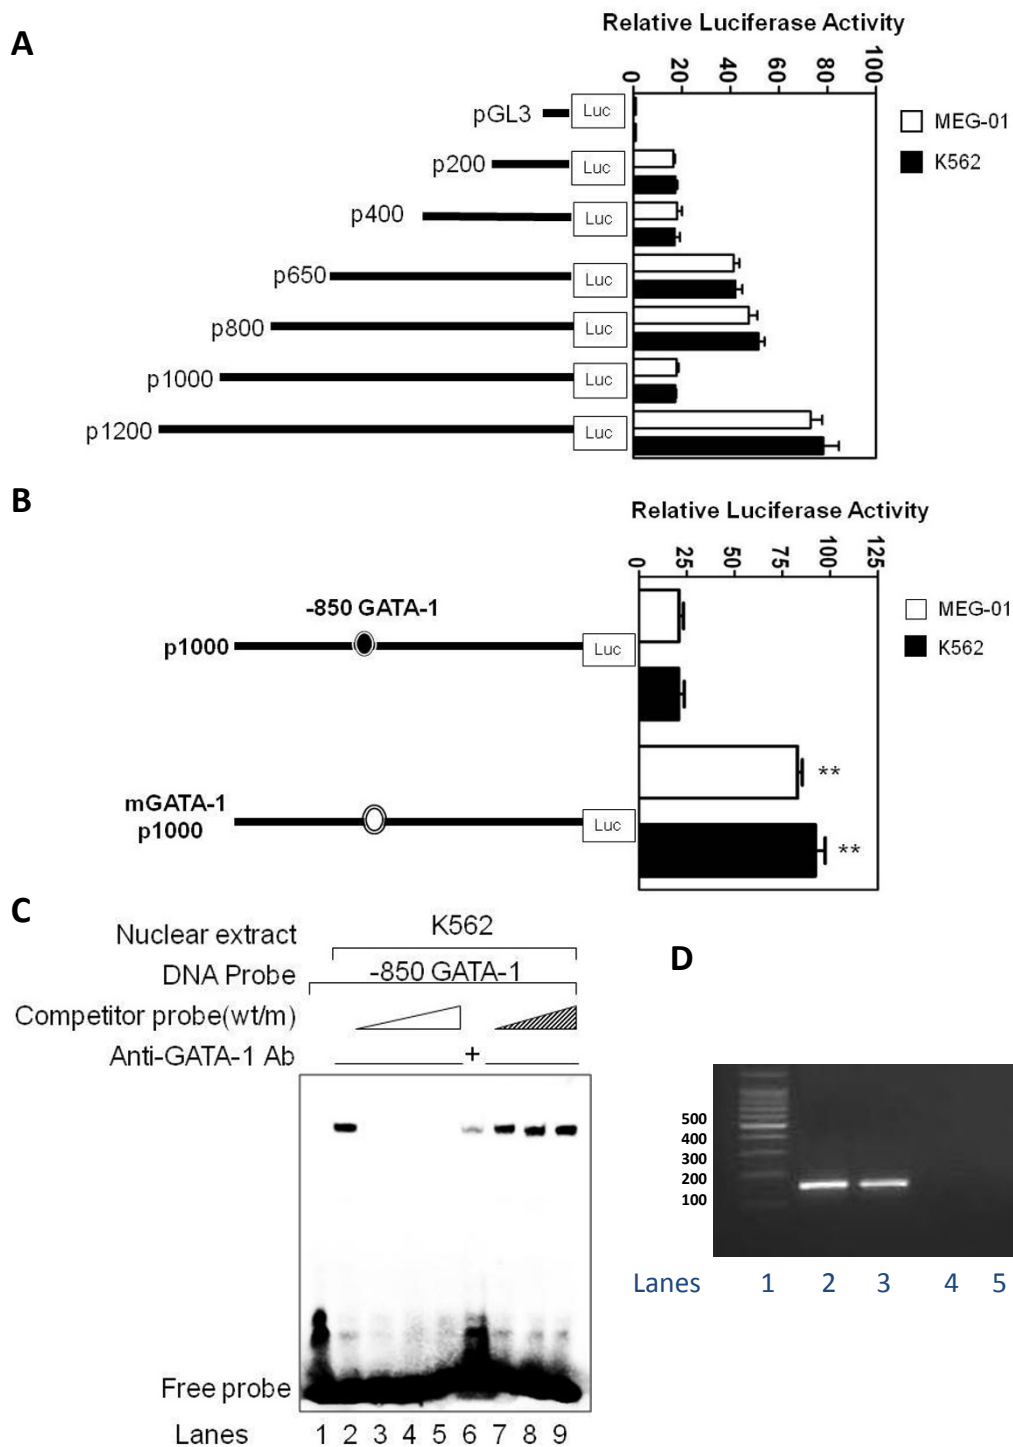 A
Relative Luciferase Activity
0 20 40 60 80 100
pGL3 Luc
p200 Luc
p400 Luc
p650 Luc
p800 Luc
p1000 Luc
p1200 Luc
MEG-01
K562
B
Relative Luciferase Activity
0 25 50 75 100 125
-850 GATA-1
p1000 Luc
mGATA-1
p1000 Luc
MEG-01
K562
**
**
C
Nuclear extract K562
DNA Probe -850 GATA-1
Competitor probe(wt/m)
Anti-GATA-1 Ab +
Free probe
Lanes 1 2 3 4 5 6 7 8 9
D
500
400
300
200
100
Lanes 1 2 3 4 5